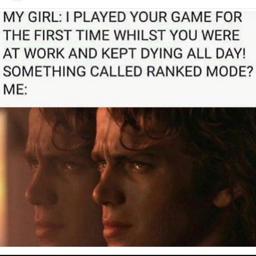 MY GIRL: I PLAYED YOUR GAME FOR
THE FIRST TIME WHILST YOU WERE
AT WORK AND KEPT DYING ALL DAY!
SOMETHING CALLED RANKED MODE?
ME: